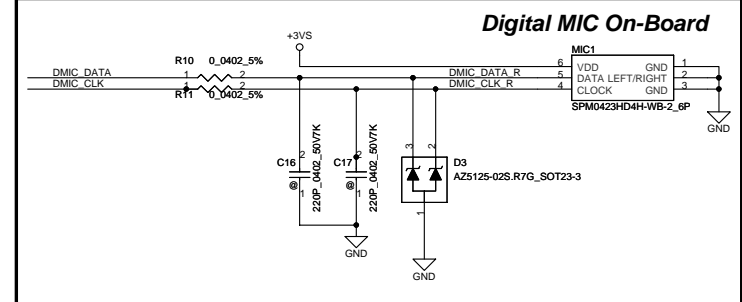 Digital MIC On-Board
+3VS
R10 0_0402_5%
DMIC_DATA 1 2 DMIC_DATA_R
DMIC_CLK 1 2 DMIC_CLK_R
R11 0_0402_5%
MIC1
6 VDD GND 1
5 DATA LEFT/RIGHT 2
4 CLOCK GND 3
SPM0423HD4H-WB-2_6P
GND
C16 @ 2 1 220P_0402_50V7K
C17 @ 2 1 220P_0402_50V7K
3 2
D3
AZ5125-02S.R7G_SOT23-3
1
GND
GND